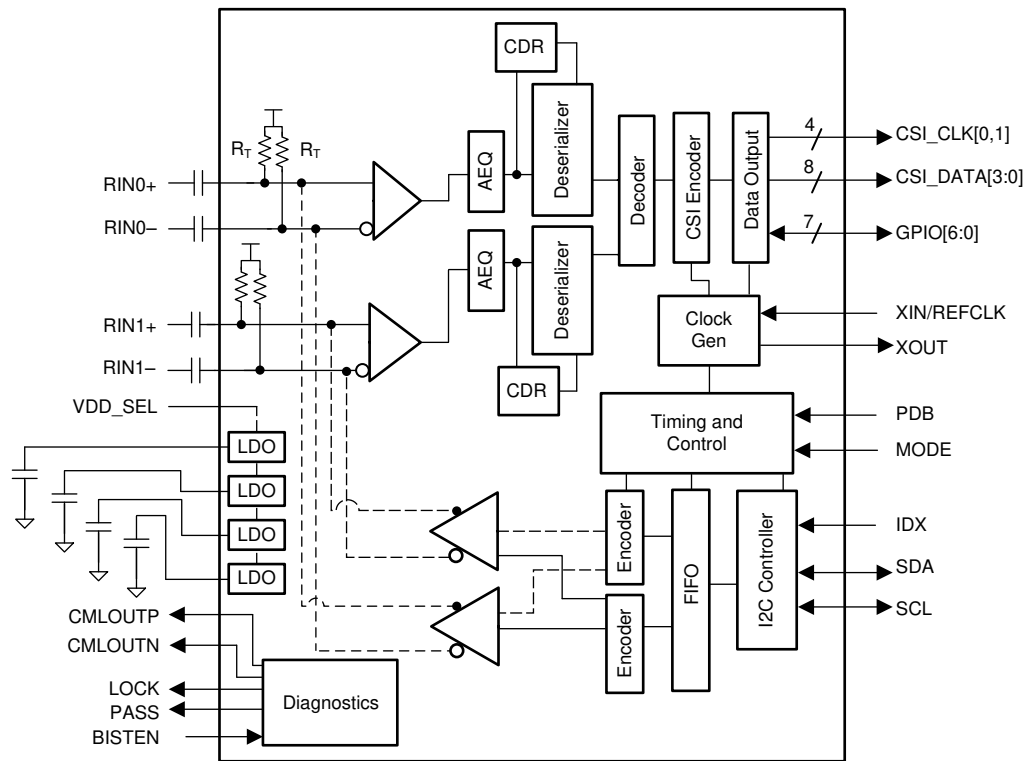 CDR
4
CSI_CLK[0,1]
RT
RT
AEQ
Deserializer
Decoder
CSI Encoder
Data Output
8
CSI_DATA[3:0]
RIN0+
RIN0–
7
GPIO[6:0]
AEQ
Deserializer
RIN1+
RIN1–
Clock
Gen
XIN/REFCLK
XOUT
CDR
VDD_SEL
Timing and
Control
PDB
MODE
LDO
LDO
LDO
LDO
Encoder
FIFO
I2C Controller
IDX
SDA
SCL
Encoder
CMLOUTP
CMLOUTN
LOCK
PASS
BISTEN
Diagnostics